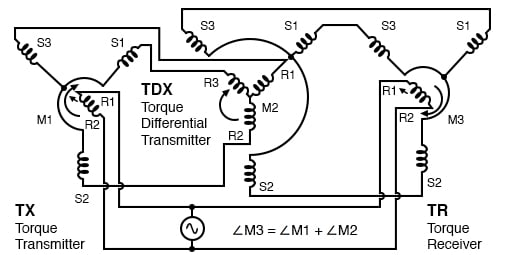 S3
S1
S3
S1
S3
S1
R1
R3
R1
R1
TDX
Torque
Differential
Transmitter
M1
R2
M2
R2
R2
M3
S2
S2
S2
TX
Torque
Transmitter
∠M3 = ∠M1 + ∠M2
TR
Torque
Receiver